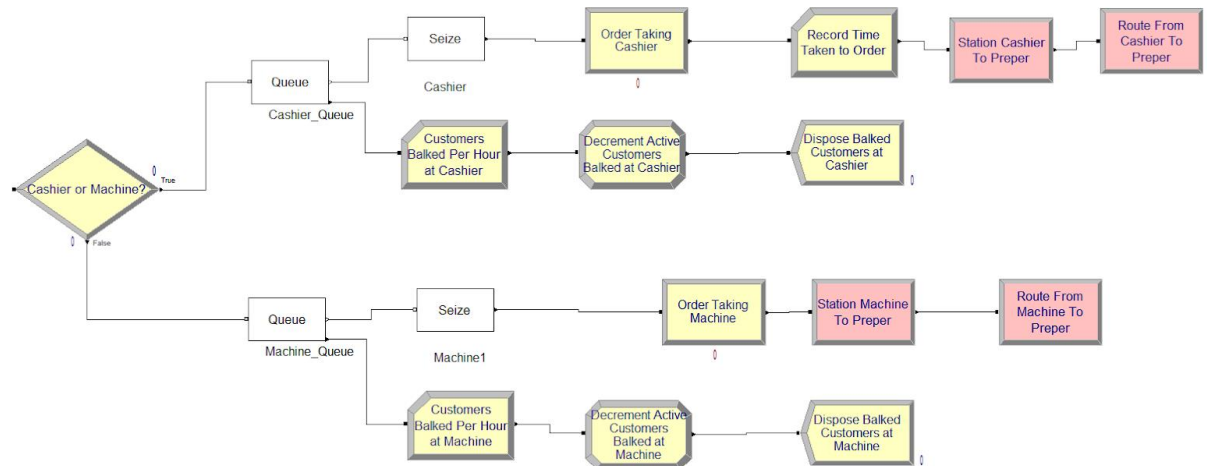 Seize
Cashier
Order Taking
Cashier
0
Record Time
Taken to Order
Station Cashier
To Preper
Route From
Cashier To
Preper
Queue
Cashier_Queue
Customers
Balked Per Hour
at Cashier
Decrement Active
Customers
Balked at Cashier
Dispose Balked
Customers at
Cashier
0
Cashier or Machine?
0
True
0
False
Queue
Machine_Queue
Seize
Machine1
Order Taking
Machine
0
Station Machine
To Preper
Route From
Machine To
Preper
Customers
Balked Per Hour
at Machine
Decrement Active
Customers
Balked at
Machine
Dispose Balked
Customers at
Machine
0